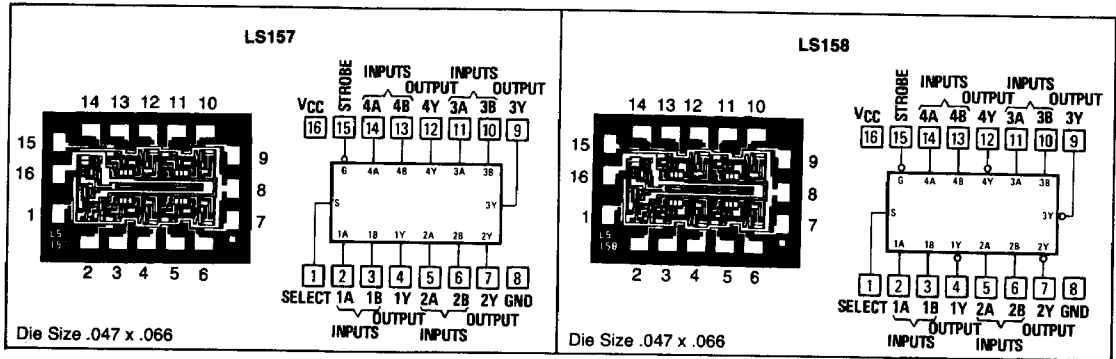 LS157
14 13 12 11 10
15
16
1
9
8
7
LS
15
2 3 4 5 6
Die Size .047 x .066
INPUTS INPUTS
STROBE OUTPUT OUTPUT
VCC 4A 4B 4Y 3A 3B 3Y
16 15 14 13 12 11 10 9
G 4A 4B 4Y 3A 3B
S 3Y
1A 1B 1Y 2A 2B 2Y
1 2 3 4 5 6 7 8
SELECT 1A 1B 1Y 2A 2B 2Y GND
OUTPUT OUTPUT
INPUTS INPUTS
LS158
14 13 12 11 10
15
16
1
9
8
7
LS
158
2 3 4 5 6
Die Size .047 x .066
INPUTS INPUTS
STROBE OUTPUT OUTPUT
VCC 4A 4B 4Y 3A 3B 3Y
16 15 14 13 12 11 10 9
G 4A 4B 4Y 3A 3B
S 3Y
1A 1B 1Y 2A 2B 2Y
1 2 3 4 5 6 7 8
SELECT 1A 1B 1Y 2A 2B 2Y GND
OUTPUT OUTPUT
INPUTS INPUTS